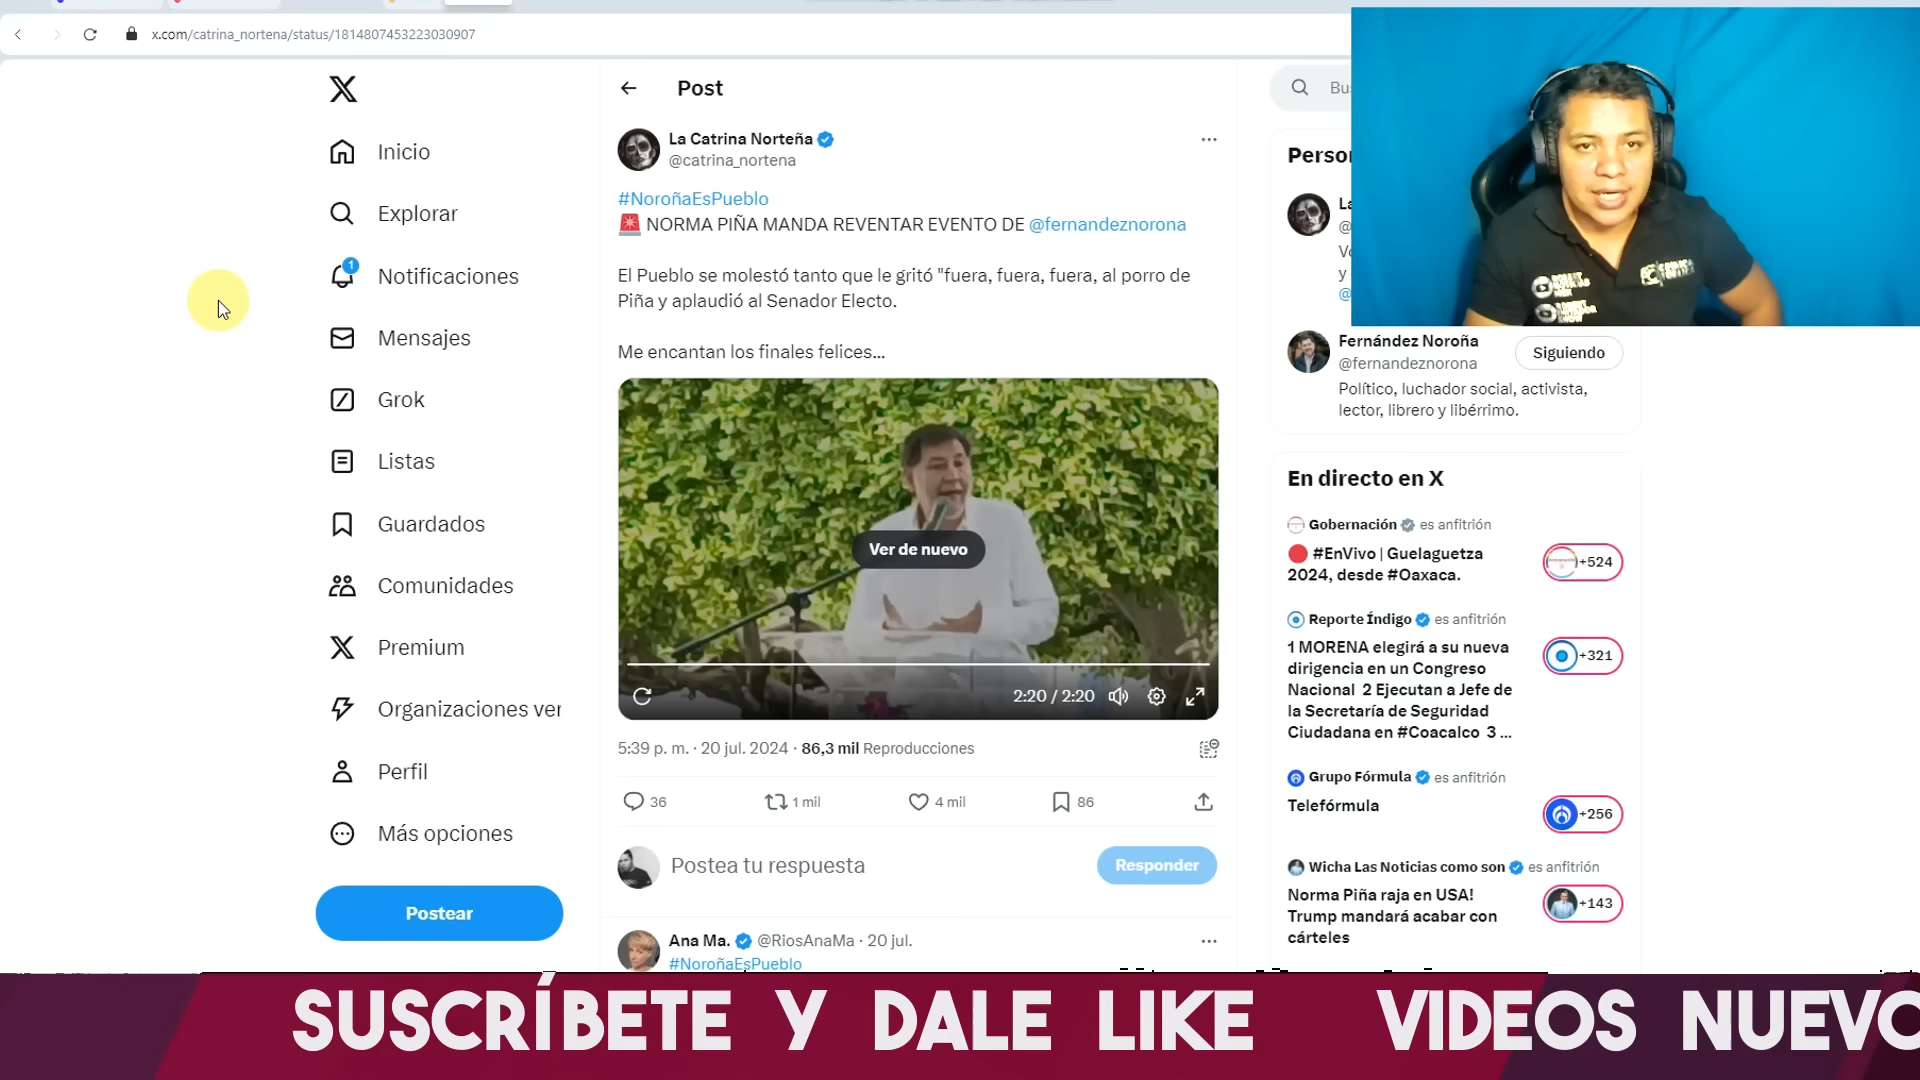 x.com/catrina_nortena/status/1814807453223030907
Inicio
Explorar
1
Notificaciones
Mensajes
Grok
Listas
Guardados
Comunidades
Premium
Organizaciones ver
Perfil
Más opciones
Postear
Post
La Catrina Norteña
@catrina_nortena
#NoroñaEsPueblo
🚨 NORMA PIÑA MANDA REVENTAR EVENTO DE @fernandeznorona
El Pueblo se molestó tanto que le gritó "fuera, fuera, fuera, al porro de
Piña y aplaudió al Senador Electo.
Me encantan los finales felices...
Ver de nuevo
2:20 / 2:20
5:39 p. m. · 20 jul. 2024 · 86,3 mil Reproducciones
36
1 mil
4 mil
86
Postea tu respuesta
Responder
Ana Ma. @RiosAnaMa · 20 jul.
#NoroñaEsPueblo
Fernández Noroña
@fernandeznorona
Siguiendo
Político, luchador social, activista,
lector, librero y libérrimo.
En directo en X
Gobernación es anfitrión
🔴 #EnVivo | Guelaguetza
2024, desde #Oaxaca.
+524
Reporte Índigo es anfitrión
1 MORENA elegirá a su nueva
dirigencia en un Congreso
Nacional 2 Ejecutan a Jefe de
la Secretaría de Seguridad
Ciudadana en #Coacalco 3 ...
+321
Grupo Fórmula es anfitrión
Telefórmula
+256
Wicha Las Noticias como son es anfitrión
Norma Piña raja en USA!
Trump mandará acabar con
cárteles
+143
SUSCRÍBETE Y DALE LIKE VIDEOS NUEVO